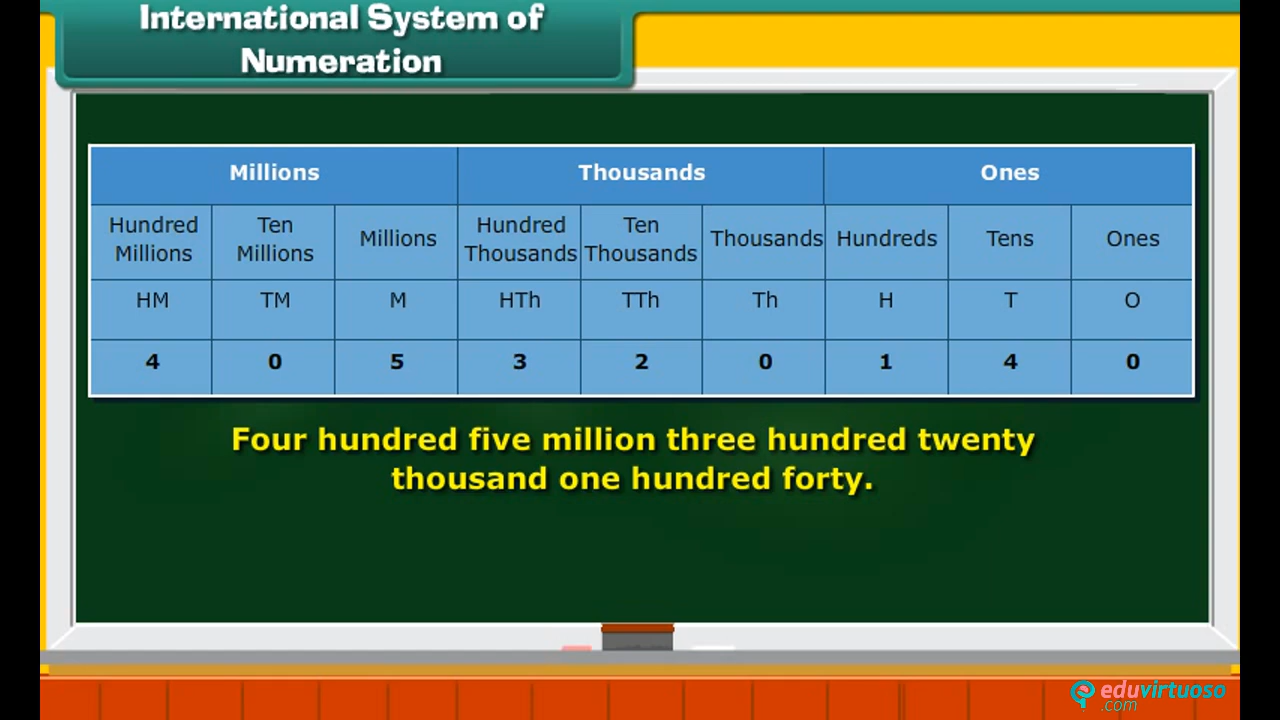 International System of
Numeration
Millions Thousands Ones
Hundred Millions Ten Millions Millions Hundred Thousands Ten Thousands Thousands Hundreds Tens Ones
HM TM M HTh TTh Th H T O
4 0 5 3 2 0 1 4 0
Four hundred five million three hundred twenty
thousand one hundred forty.
eduvirtuoso
.com